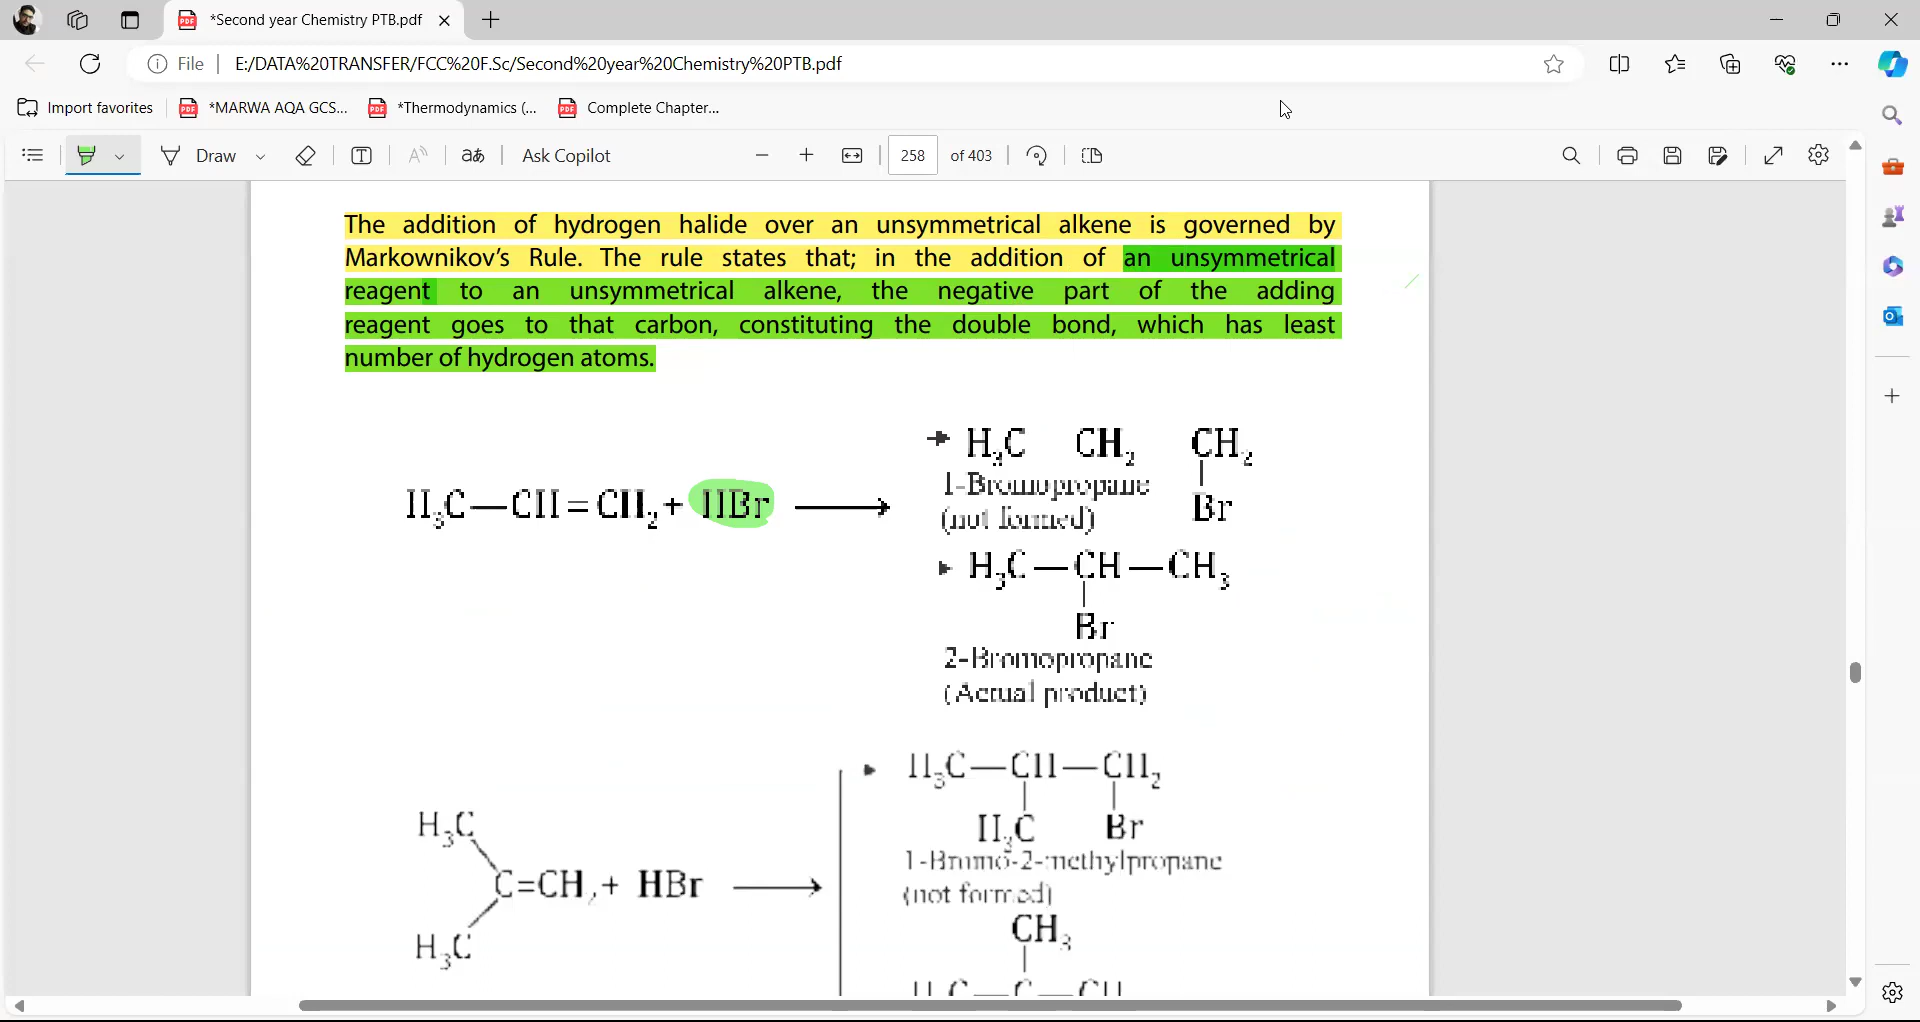 *Second year Chemistry PTB.pdf
File | E:/DATA%20TRANSFER/FCC%20F.Sc/Second%20year%20Chemistry%20PTB.pdf
Import favorites *MARWA AQA GCS... *Thermodynamics (... Complete Chapter...
Draw aあ Ask Copilot 258 of 403
The addition of hydrogen halide over an unsymmetrical alkene is governed by
Markownikov's Rule. The rule states that; in the addition of an unsymmetrical
reagent to an unsymmetrical alkene, the negative part of the adding
reagent goes to that carbon, constituting the double bond, which has least
number of hydrogen atoms.
H₃C CH₂ CH₂
1-Bromopropane
(not formed) Br
H₃C—CH=CH₂+ HBr
H₃C—CH—CH₃
Br
2-Bromopropane
(Actual product)
H₃C—CH—CH₂
H₃C Br
1-Bromo-2-methylpropane
(not formed)
H₃C
C=CH₂+ HBr
H₃C
CH₃
H₃C—C—CH